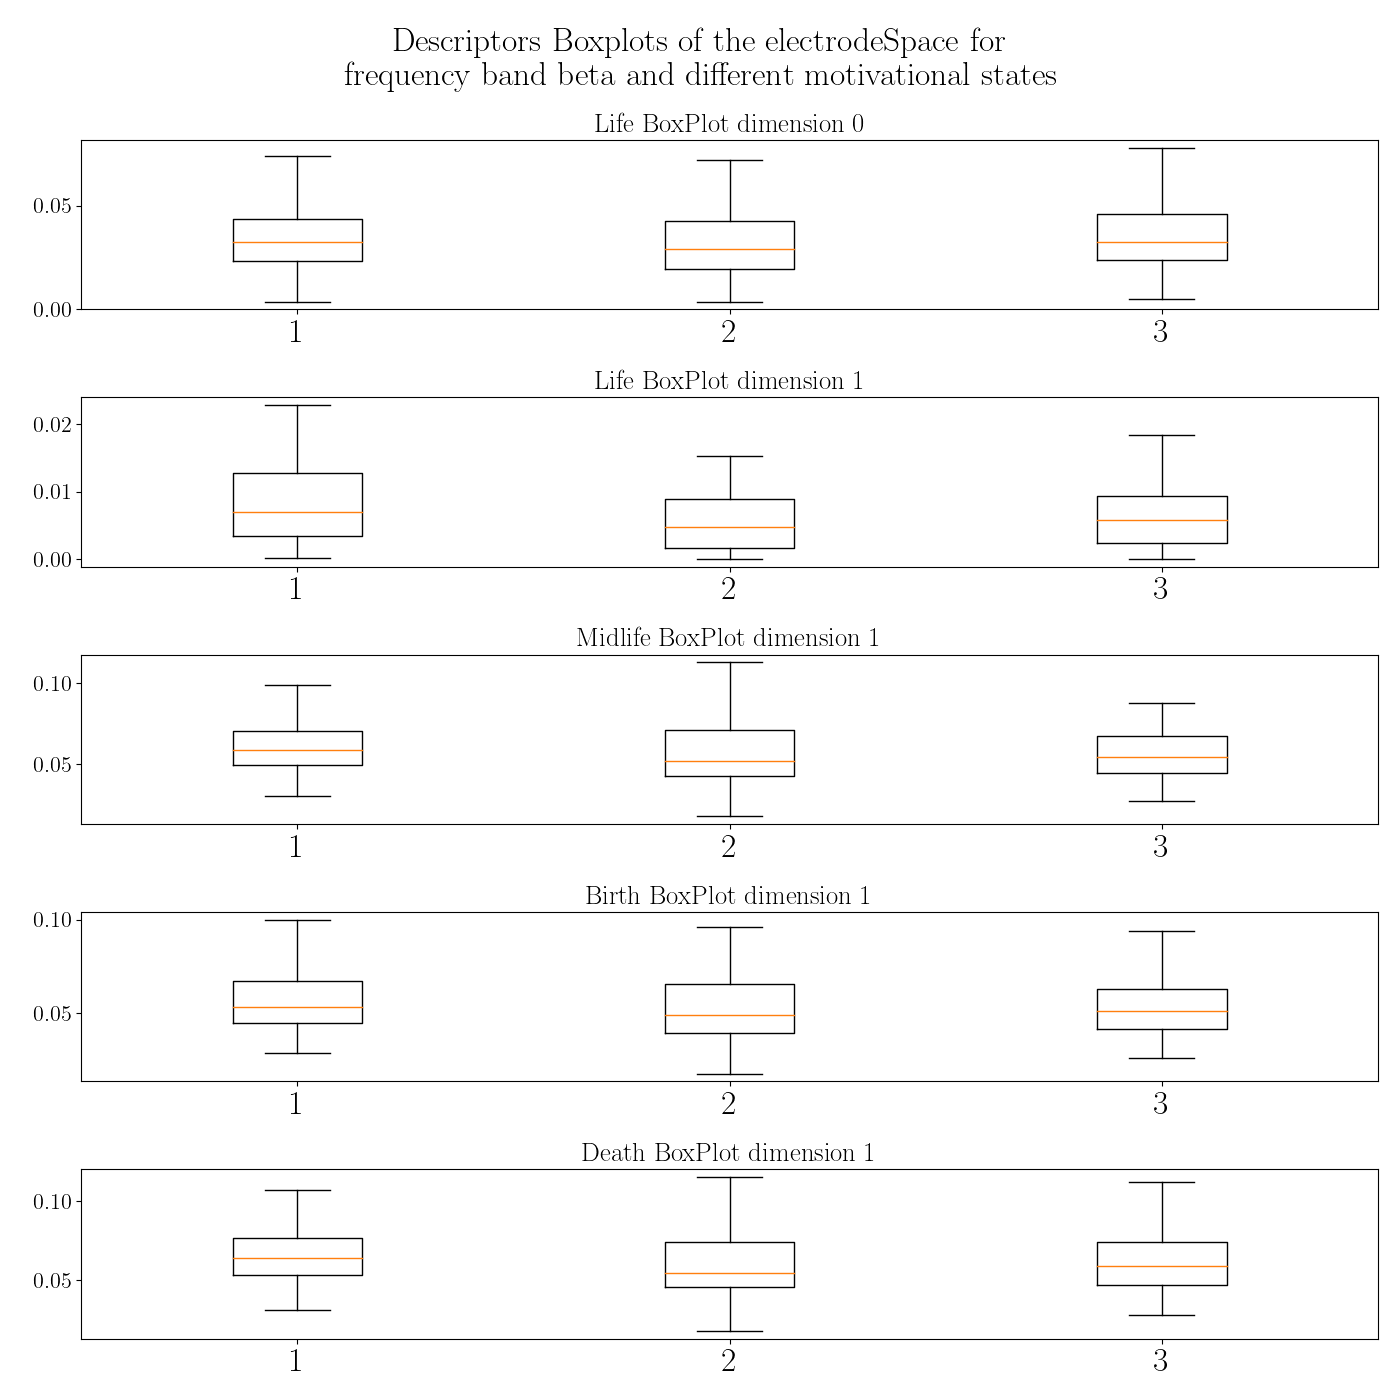 Descriptors Boxplots of the electrodeSpace for
frequency band beta and different motivational states
Life BoxPlot dimension 0
0.05
0.00
1 2 3
Life BoxPlot dimension 1
0.02
0.01
0.00
1 2 3
Midlife BoxPlot dimension 1
0.10
0.05
1 2 3
Birth BoxPlot dimension 1
0.10
0.05
1 2 3
Death BoxPlot dimension 1
0.10
0.05
1 2 3